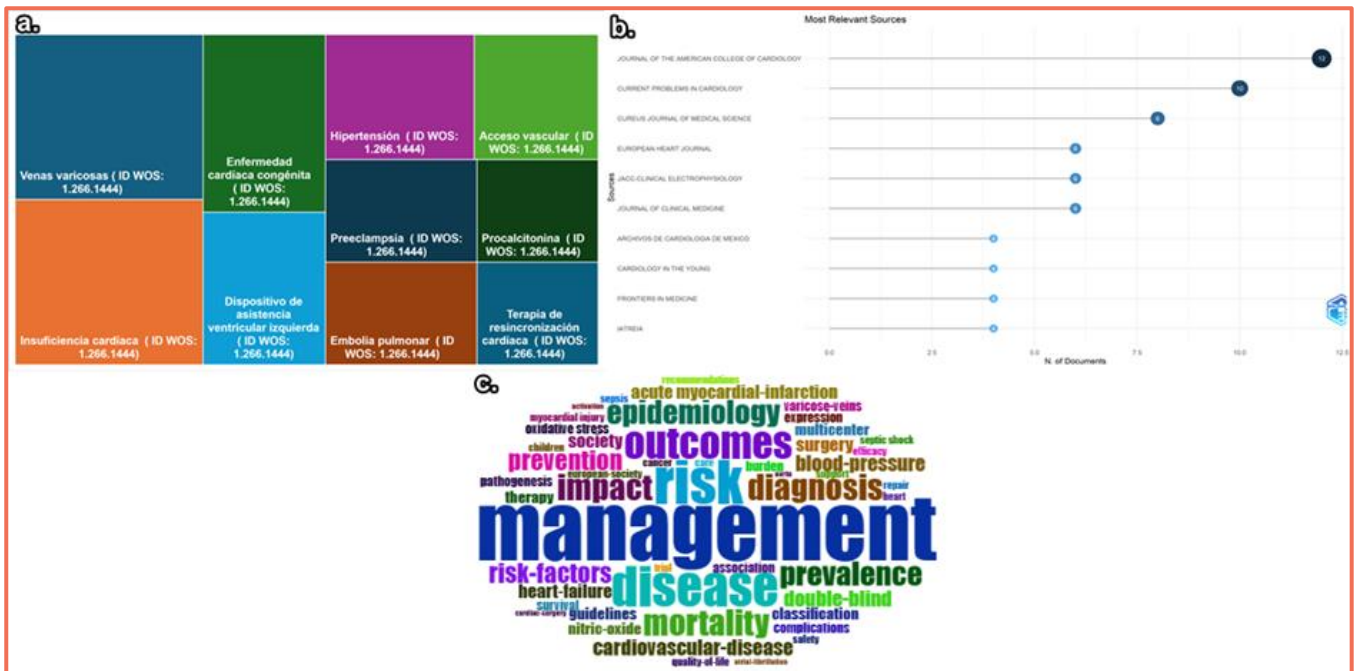 a.
Venas varicosas ( ID WOS:
1.266.1444)
Insuficiencia cardiaca ( ID WOS:
1.266.1444)
Enfermedad
cardiaca congénita
( ID WOS:
1.266.1444)
Dispositivo de
asistencia
ventricular izquierda
( ID WOS:
1.266.1444)
Hipertensión ( ID WOS:
1.266.1444)
Acceso vascular ( ID
WOS: 1.266.1444)
Preeclampsia ( ID WOS:
1.266.1444)
Procalcitonina ( ID
WOS: 1.266.1444)
Embolia pulmonar ( ID
WOS: 1.266.1444)
Terapia de
resincronización
cardiaca ( ID WOS:
1.266.1444)
b.
Most Relevant Sources
Sources
JOURNAL OF THE AMERICAN COLLEGE OF CARDIOLOGY
12
CURRENT PROBLEMS IN CARDIOLOGY
10
CUREUS JOURNAL OF MEDICAL SCIENCE
8
EUROPEAN HEART JOURNAL
6
JACC-CLINICAL ELECTROPHYSIOLOGY
6
JOURNAL OF CLINICAL MEDICINE
6
ARCHIVOS DE CARDIOLOGIA DE MEXICO
4
CARDIOLOGY IN THE YOUNG
4
FRONTIERS IN MEDICINE
4
IATREIA
4
0.0 2.5 5.0 7.5 10.0 12.5
N. of Documents
c.
recommendations
sepsis acute myocardial-infarction
activation epidemiology varicose-veins
myocardial injury expression
oxidative stress multicenter
children society outcomes surgery septic shock
efficacy
prevention cancer care burden blood-pressure
european-society support
pathogenesis impact risk diagnosis repair
therapy heart
management
risk-factors trial association prevalence
heart-failure disease double-blind
survival
cardiac-surgery guidelines classification
nitric-oxide mortality complications
safety
cardiovascular-disease
quality-of-life atrial-fibrillation